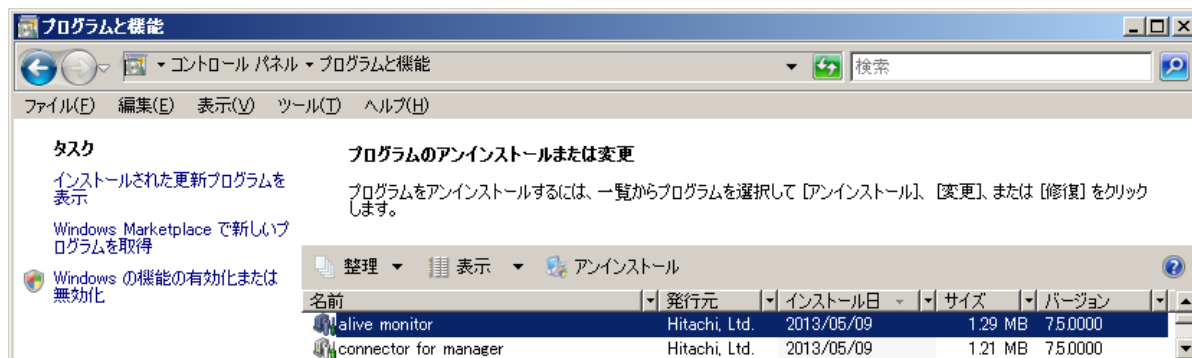 プログラムと機能
コントロール パネル プログラムと機能
検索
ファイル(F) 編集(E) 表示(V) ツール(T) ヘルプ(H)
タスク
インストールされた更新プログラムを
表示
Windows Marketplace で新しいプ
ログラムを取得
Windows の機能の有効化または
無効化
プログラムのアンインストールまたは変更
プログラムをアンインストールするには、一覧からプログラムを選択して [アンインストール]、[変更]、または [修復] をクリック
します。
整理 表示 アンインストール
名前 発行元 インストール日 サイズ バージョン
alive monitor Hitachi, Ltd. 2013/05/09 1.29 MB 7.5.0000
connector for manager Hitachi, Ltd. 2013/05/09 1.21 MB 7.5.0000